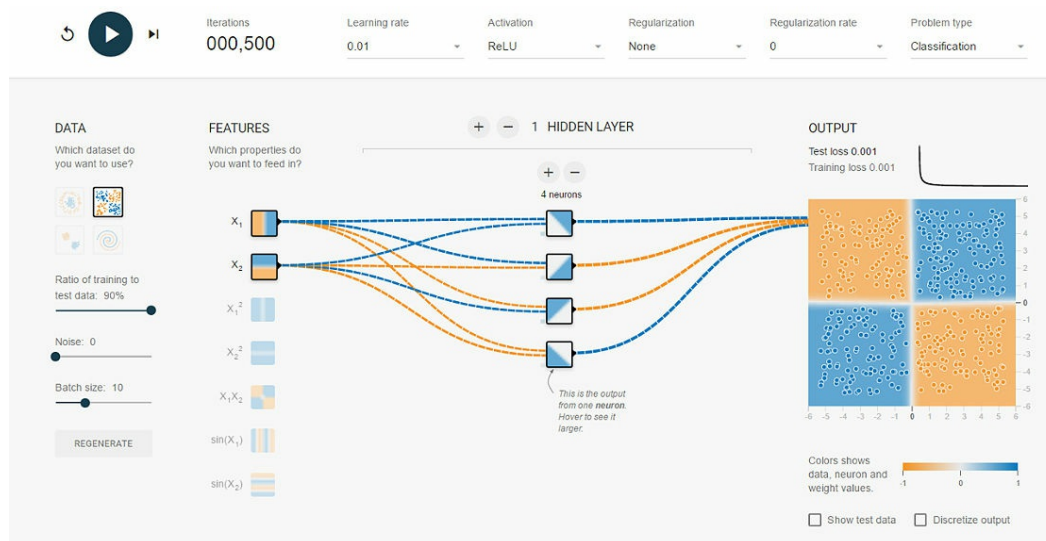 Iterations
000,500
Learning rate
0.01
Activation
ReLU
Regularization
None
Regularization rate
0
Problem type
Classification
DATA
Which dataset do
you want to use?
Ratio of training to
test data: 90%
Noise: 0
Batch size: 10
REGENERATE
FEATURES
Which properties do
you want to feed in?
X₁
X₂
X₁²
X₂²
X₁X₂
sin(X₁)
sin(X₂)
+ − 1 HIDDEN LAYER
+ −
4 neurons
This is the output
from one neuron.
Hover to see it
larger.
OUTPUT
Test loss 0.001
Training loss 0.001
6
5
4
3
2
1
0
-1
-2
-3
-4
-5
-6
-6 -5 -4 -3 -2 -1 0 1 2 3 4 5 6
Colors shows
data, neuron and
weight values.
-1 0 1
Show test data
Discretize output